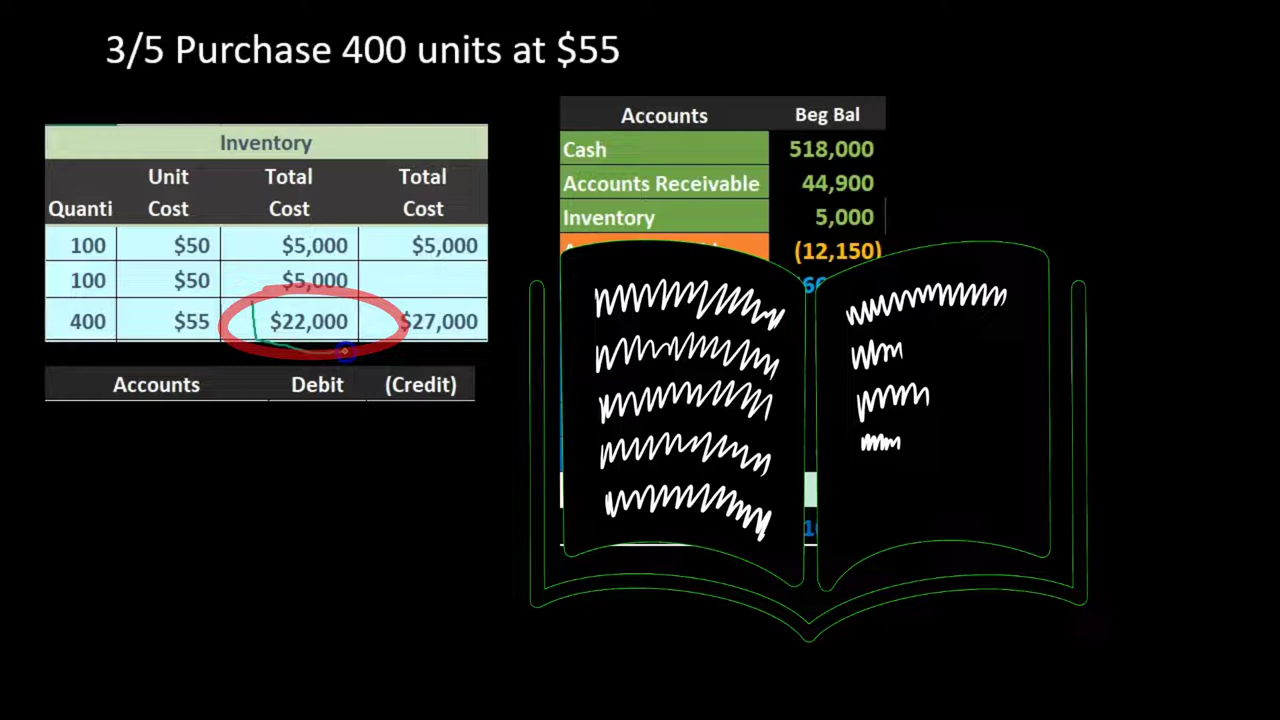 3/5 Purchase 400 units at $55
Inventory
Quanti Unit Cost Total Cost Total Cost
100 $50 $5,000 $5,000
100 $50 $5,000
400 $55 $22,000 $27,000
Accounts Debit (Credit)
Accounts Beg Bal
Cash 518,000
Accounts Receivable 44,900
Inventory 5,000
(12,150)